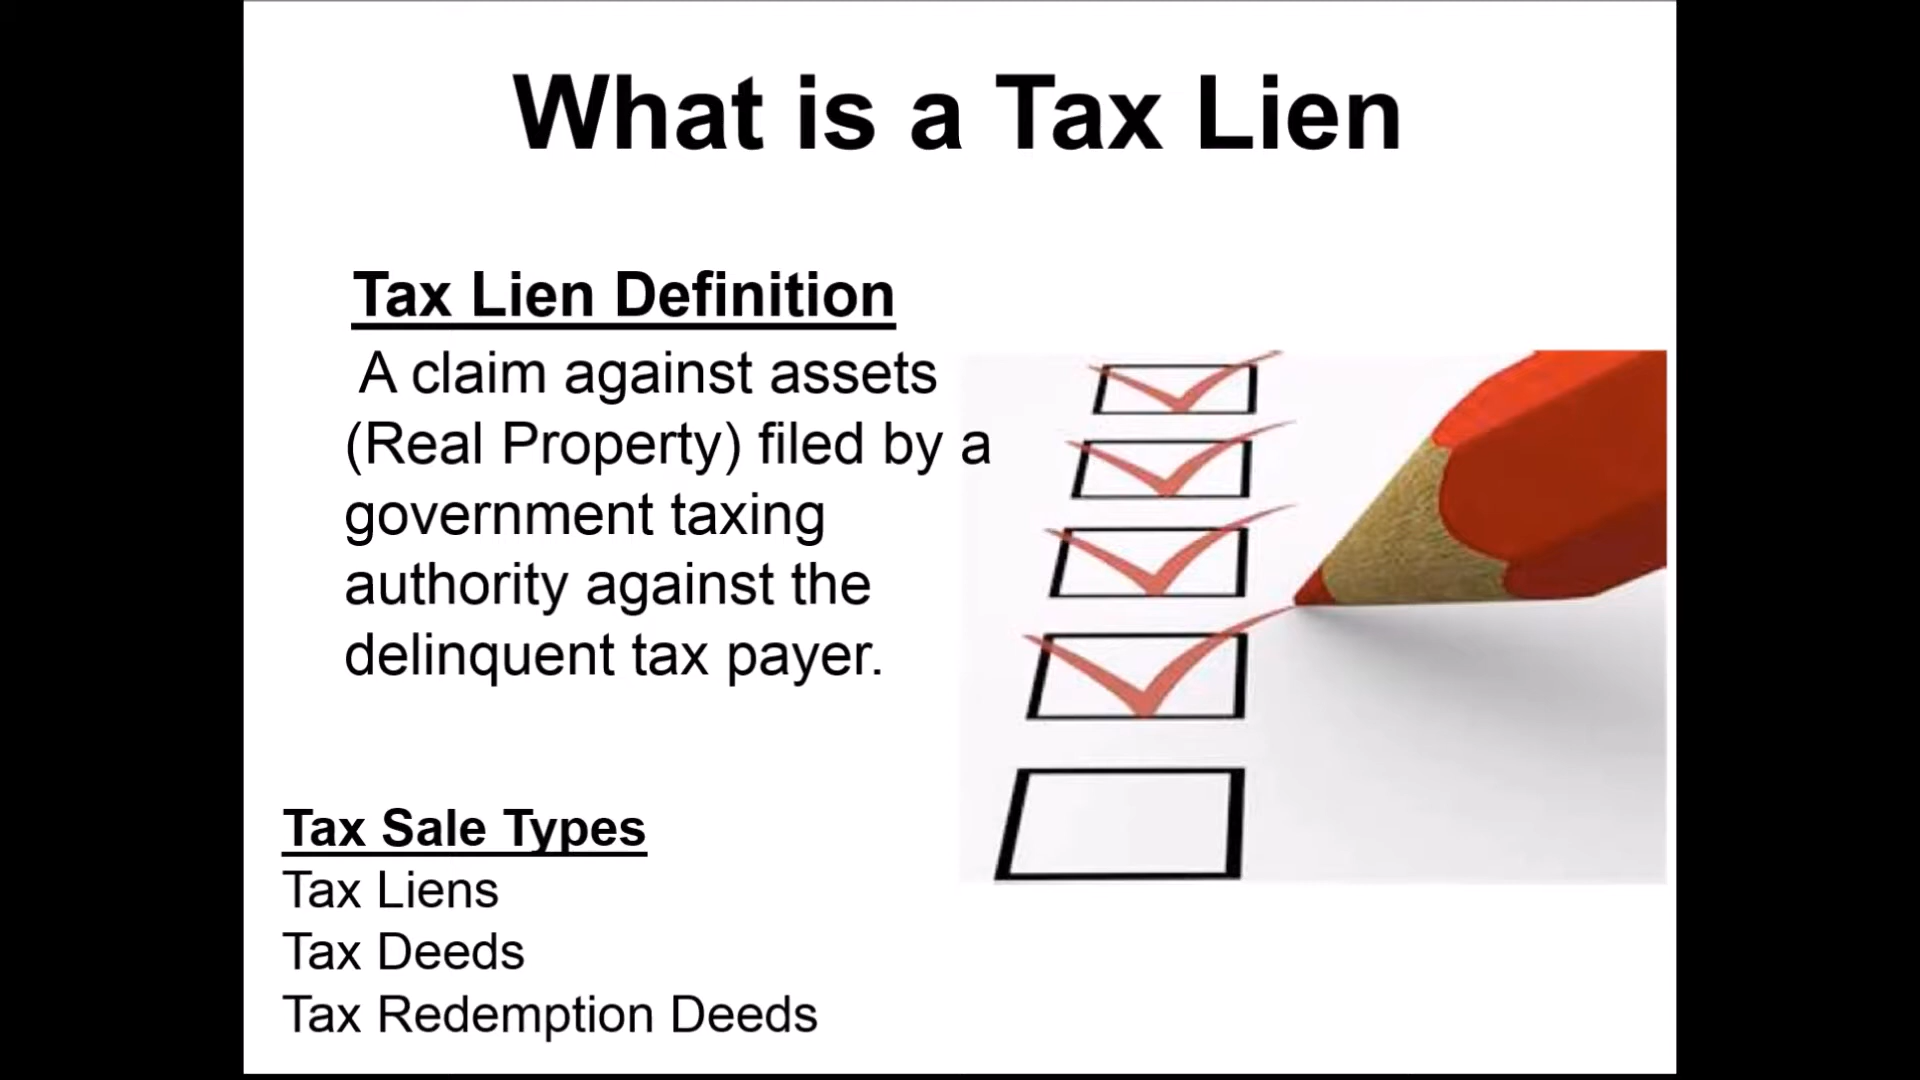 What is a Tax Lien
Tax Lien Definition
A claim against assets
(Real Property) filed by a
government taxing
authority against the
delinquent tax payer.
Tax Sale Types
Tax Liens
Tax Deeds
Tax Redemption Deeds